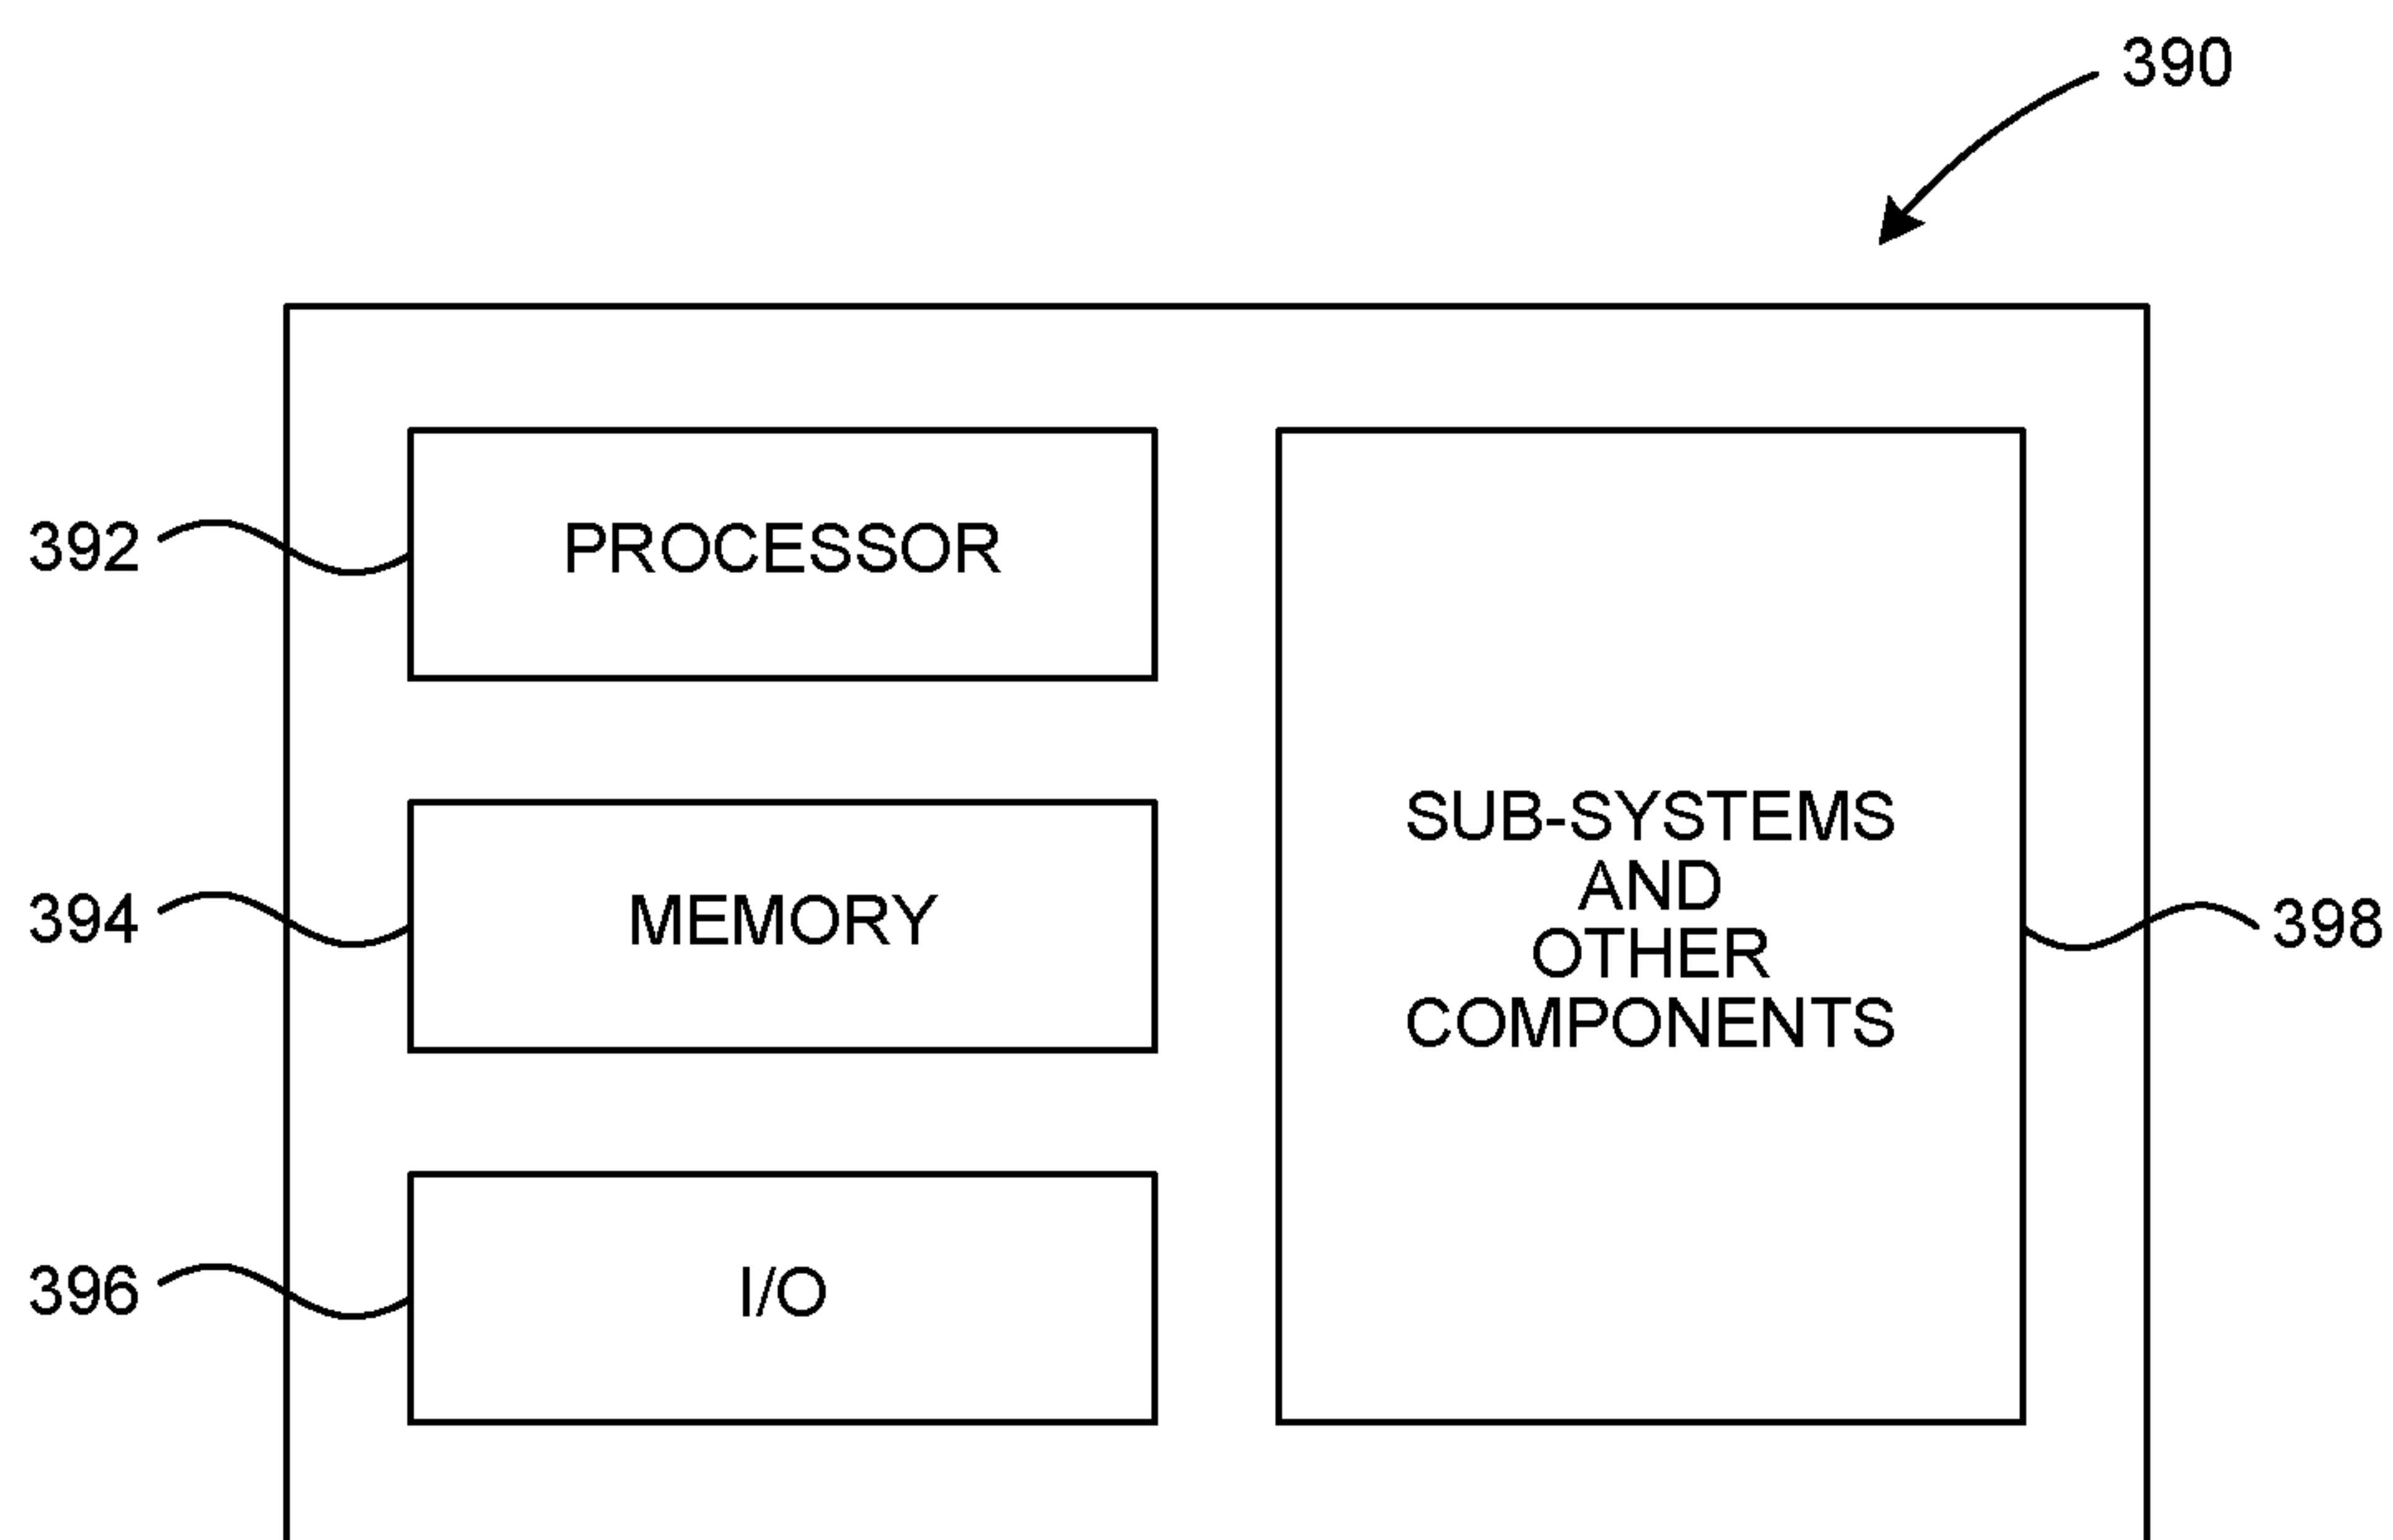 390
392
PROCESSOR
394
MEMORY
396
I/O
SUB-SYSTEMS
AND
OTHER
COMPONENTS
398